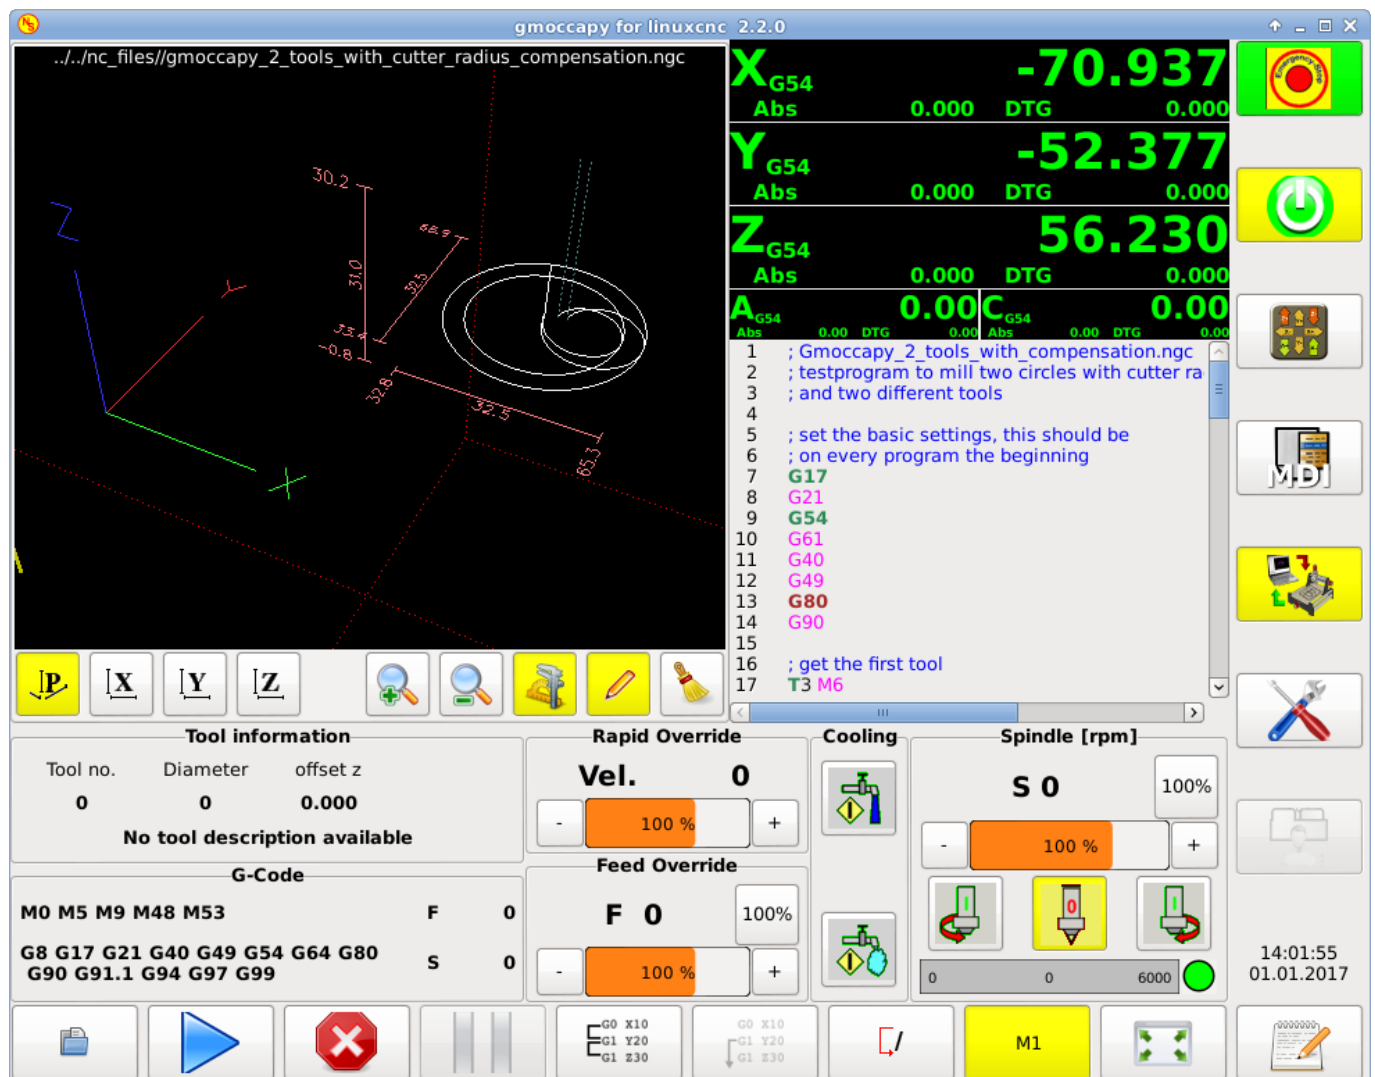 gmoccapy for linuxcnc 2.2.0
../../nc_files//gmoccapy_2_tools_with_cutter_radius_compensation.ngc
Z
Y
X
30.2
31.0
-0.8
32.5
32.8
32.5
65.3
X G54 -70.937
Abs 0.000 DTG 0.000
Y G54 -52.377
Abs 0.000 DTG 0.000
Z G54 56.230
Abs 0.000 DTG 0.000
A G54 0.00 C G54 0.00
Abs 0.00 DTG 0.00 Abs 0.00 DTG 0.00
Emergency-Stop
1 ; Gmoccapy_2_tools_with_compensation.ngc
2 ; testprogram to mill two circles with cutter ra
3 ; and two different tools
4
5 ; set the basic settings, this should be
6 ; on every program the beginning
7 G17
8 G21
9 G54
10 G61
11 G40
12 G49
13 G80
14 G90
15
16 ; get the first tool
17 T3 M6
MDI
P X Y Z
Tool information
Tool no. Diameter offset z
0 0 0.000
No tool description available
G-Code
M0 M5 M9 M48 M53 F 0
G8 G17 G21 G40 G49 G54 G64 G80
G90 G91.1 G94 G97 G99
S 0
Rapid Override
Vel. 0
- 100 % +
Feed Override
F 0 100%
- 100 % +
Cooling
Spindle [rpm]
S 0 100%
- 100 % +
I 0 I
0 0 6000
14:01:55
01.01.2017
G0 X10
G1 Y20
G1 Z30
G0 X10
G1 Y20
G1 Z30
M1